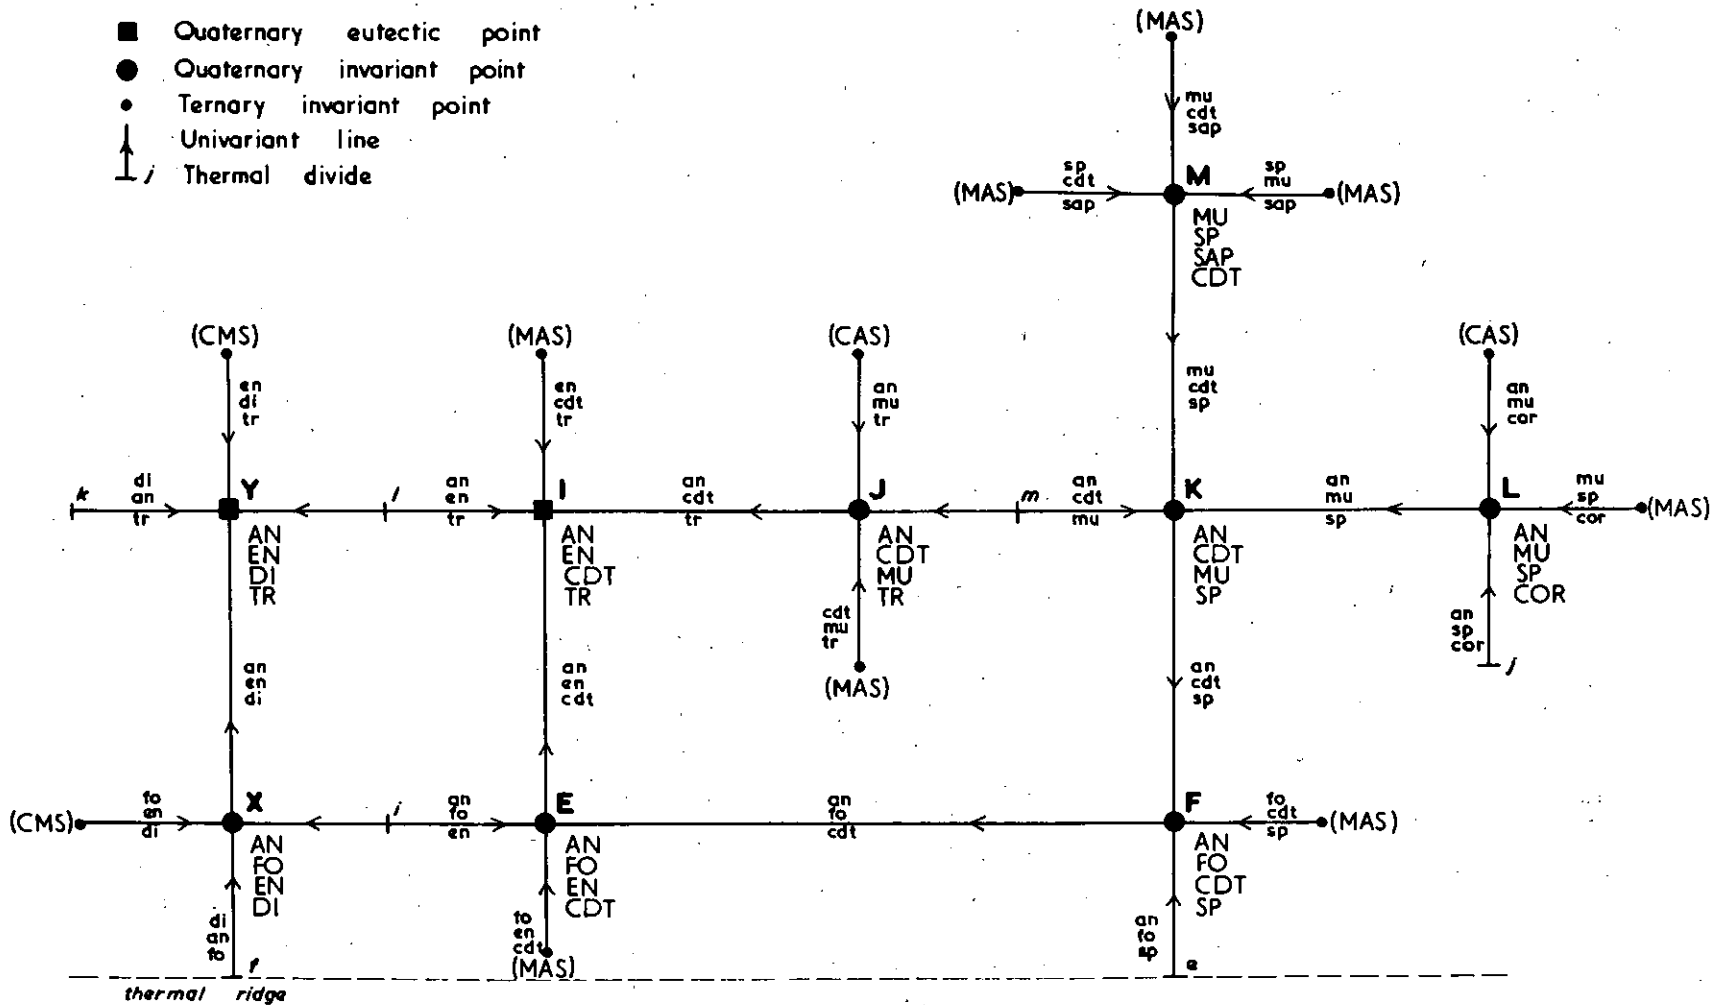 Quaternary eutectic point
Quaternary invariant point
Ternary invariant point
Univariant line
j Thermal divide
(MAS)
mu
cdt
sap
(MAS)
sp
cdt
sap
M
sp
mu
sap
(MAS)
MU
SP
SAP
CDT
(CMS)
(MAS)
(CAS)
(CAS)
en
di
tr
en
cdt
tr
an
mu
tr
mu
cdt
sp
an
mu
cor
k
di
an
tr
Y
l
an
en
tr
I
an
cdt
tr
J
m
an
cdt
mu
K
an
mu
sp
L
mu
sp
cor
(MAS)
AN
EN
DI
TR
AN
EN
CDT
TR
AN
CDT
MU
TR
AN
CDT
MU
SP
AN
MU
SP
COR
cdt
mu
tr
(MAS)
an
sp
cor
j
an
en
di
an
en
cdt
an
cdt
sp
(CMS)
fo
en
di
X
i
an
fo
en
E
an
fo
cdt
F
fo
cdt
sp
(MAS)
AN
FO
EN
DI
AN
FO
EN
CDT
AN
FO
CDT
SP
di
an
fo
f
fo
en
cdt
(MAS)
an
fo
sp
e
thermal ridge